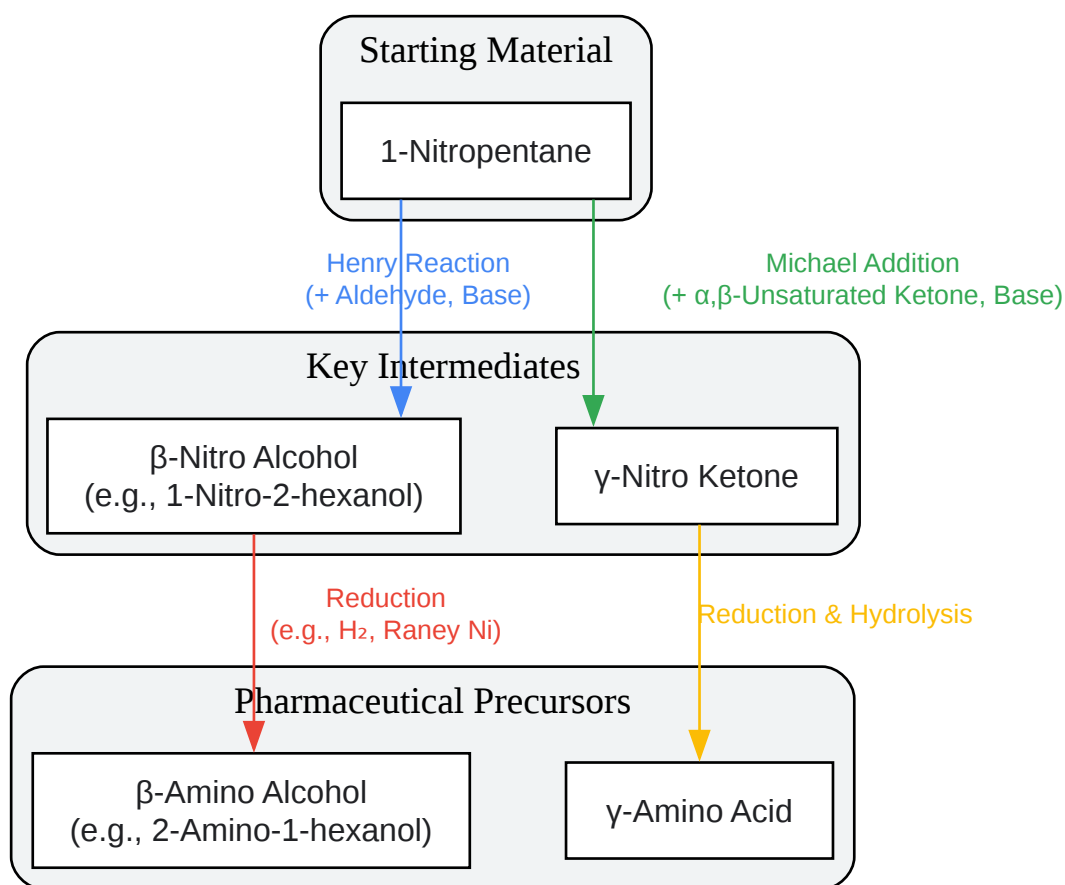 Starting Material
1-Nitropentane
Henry Reaction
(+ Aldehyde, Base)
Michael Addition
(+ α,β-Unsaturated Ketone, Base)
Key Intermediates
β-Nitro Alcohol
(e.g., 1-Nitro-2-hexanol)
γ-Nitro Ketone
Reduction
(e.g., H₂, Raney Ni)
Reduction & Hydrolysis
Pharmaceutical Precursors
β-Amino Alcohol
(e.g., 2-Amino-1-hexanol)
γ-Amino Acid